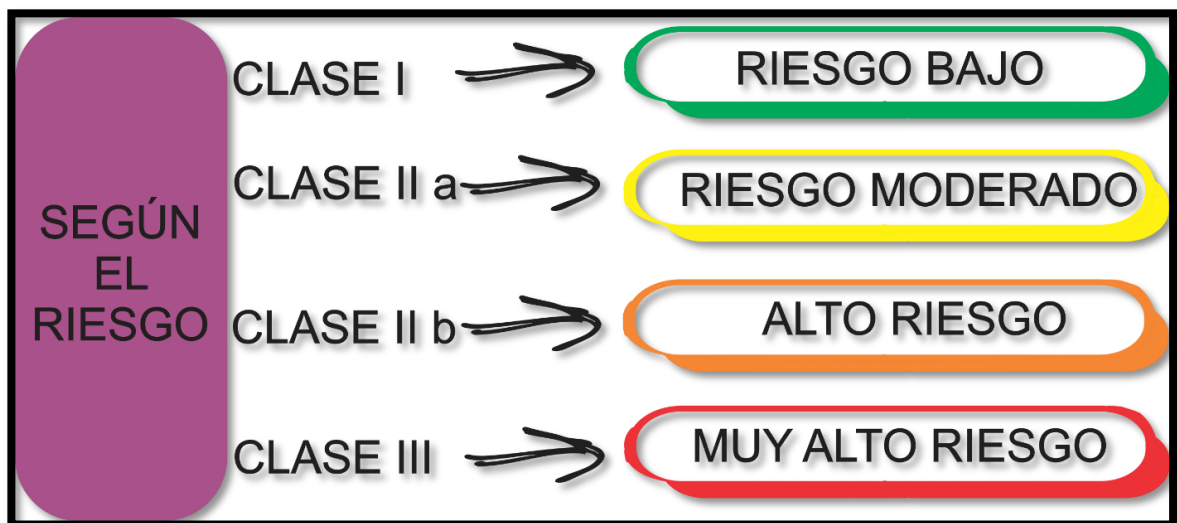 SEGÚN
EL
RIESGO
CLASE I
RIESGO BAJO
CLASE II a
RIESGO MODERADO
CLASE II b
ALTO RIESGO
CLASE III
MUY ALTO RIESGO